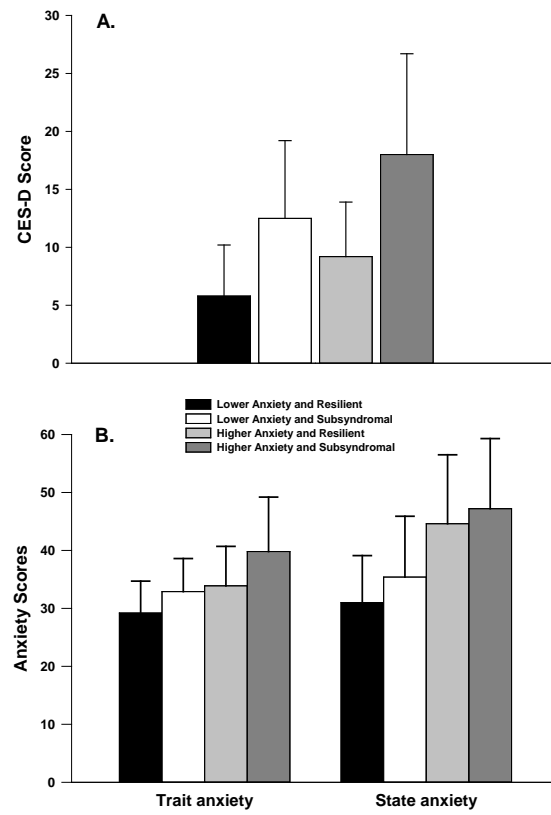 A.
30
25
20
15
10
5
0
CES-D Score
Lower Anxiety and Resilient
Lower Anxiety and Subsyndromal
Higher Anxiety and Resilient
Higher Anxiety and Subsyndromal
B.
60
50
40
30
20
10
0
Anxiety Scores
Trait anxiety
State anxiety